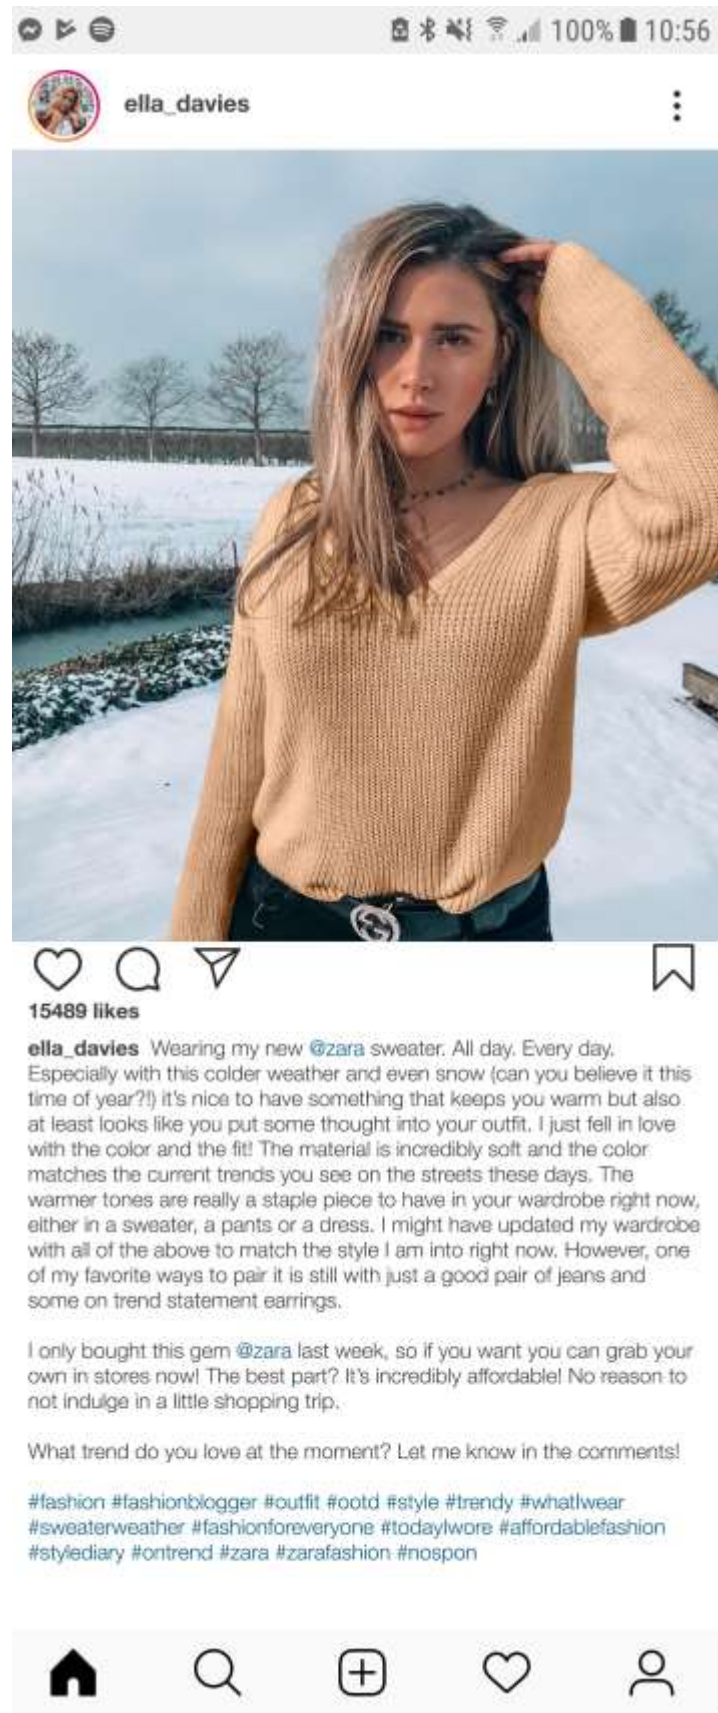 100% 10:56
ella_davies
15489 likes
ella_davies Wearing my new @zara sweater. All day. Every day.
Especially with this colder weather and even snow (can you believe it this
time of year?!) it's nice to have something that keeps you warm but also
at least looks like you put some thought into your outfit. I just fell in love
with the color and the fit! The material is incredibly soft and the color
matches the current trends you see on the streets these days. The
warmer tones are really a staple piece to have in your wardrobe right now,
either in a sweater, a pants or a dress. I might have updated my wardrobe
with all of the above to match the style I am into right now. However, one
of my favorite ways to pair it is still with just a good pair of jeans and
some on trend statement earrings.
I only bought this gem @zara last week, so if you want you can grab your
own in stores now! The best part? It's incredibly affordable! No reason to
not indulge in a little shopping trip.
What trend do you love at the moment? Let me know in the comments!
#fashion #fashionblogger #outfit #ootd #style #trendy #whatIwear
#sweaterweather #fashionforeveryone #todayIwore #affordablefashion
#stylediary #ontrend #zara #zarafashion #nospon